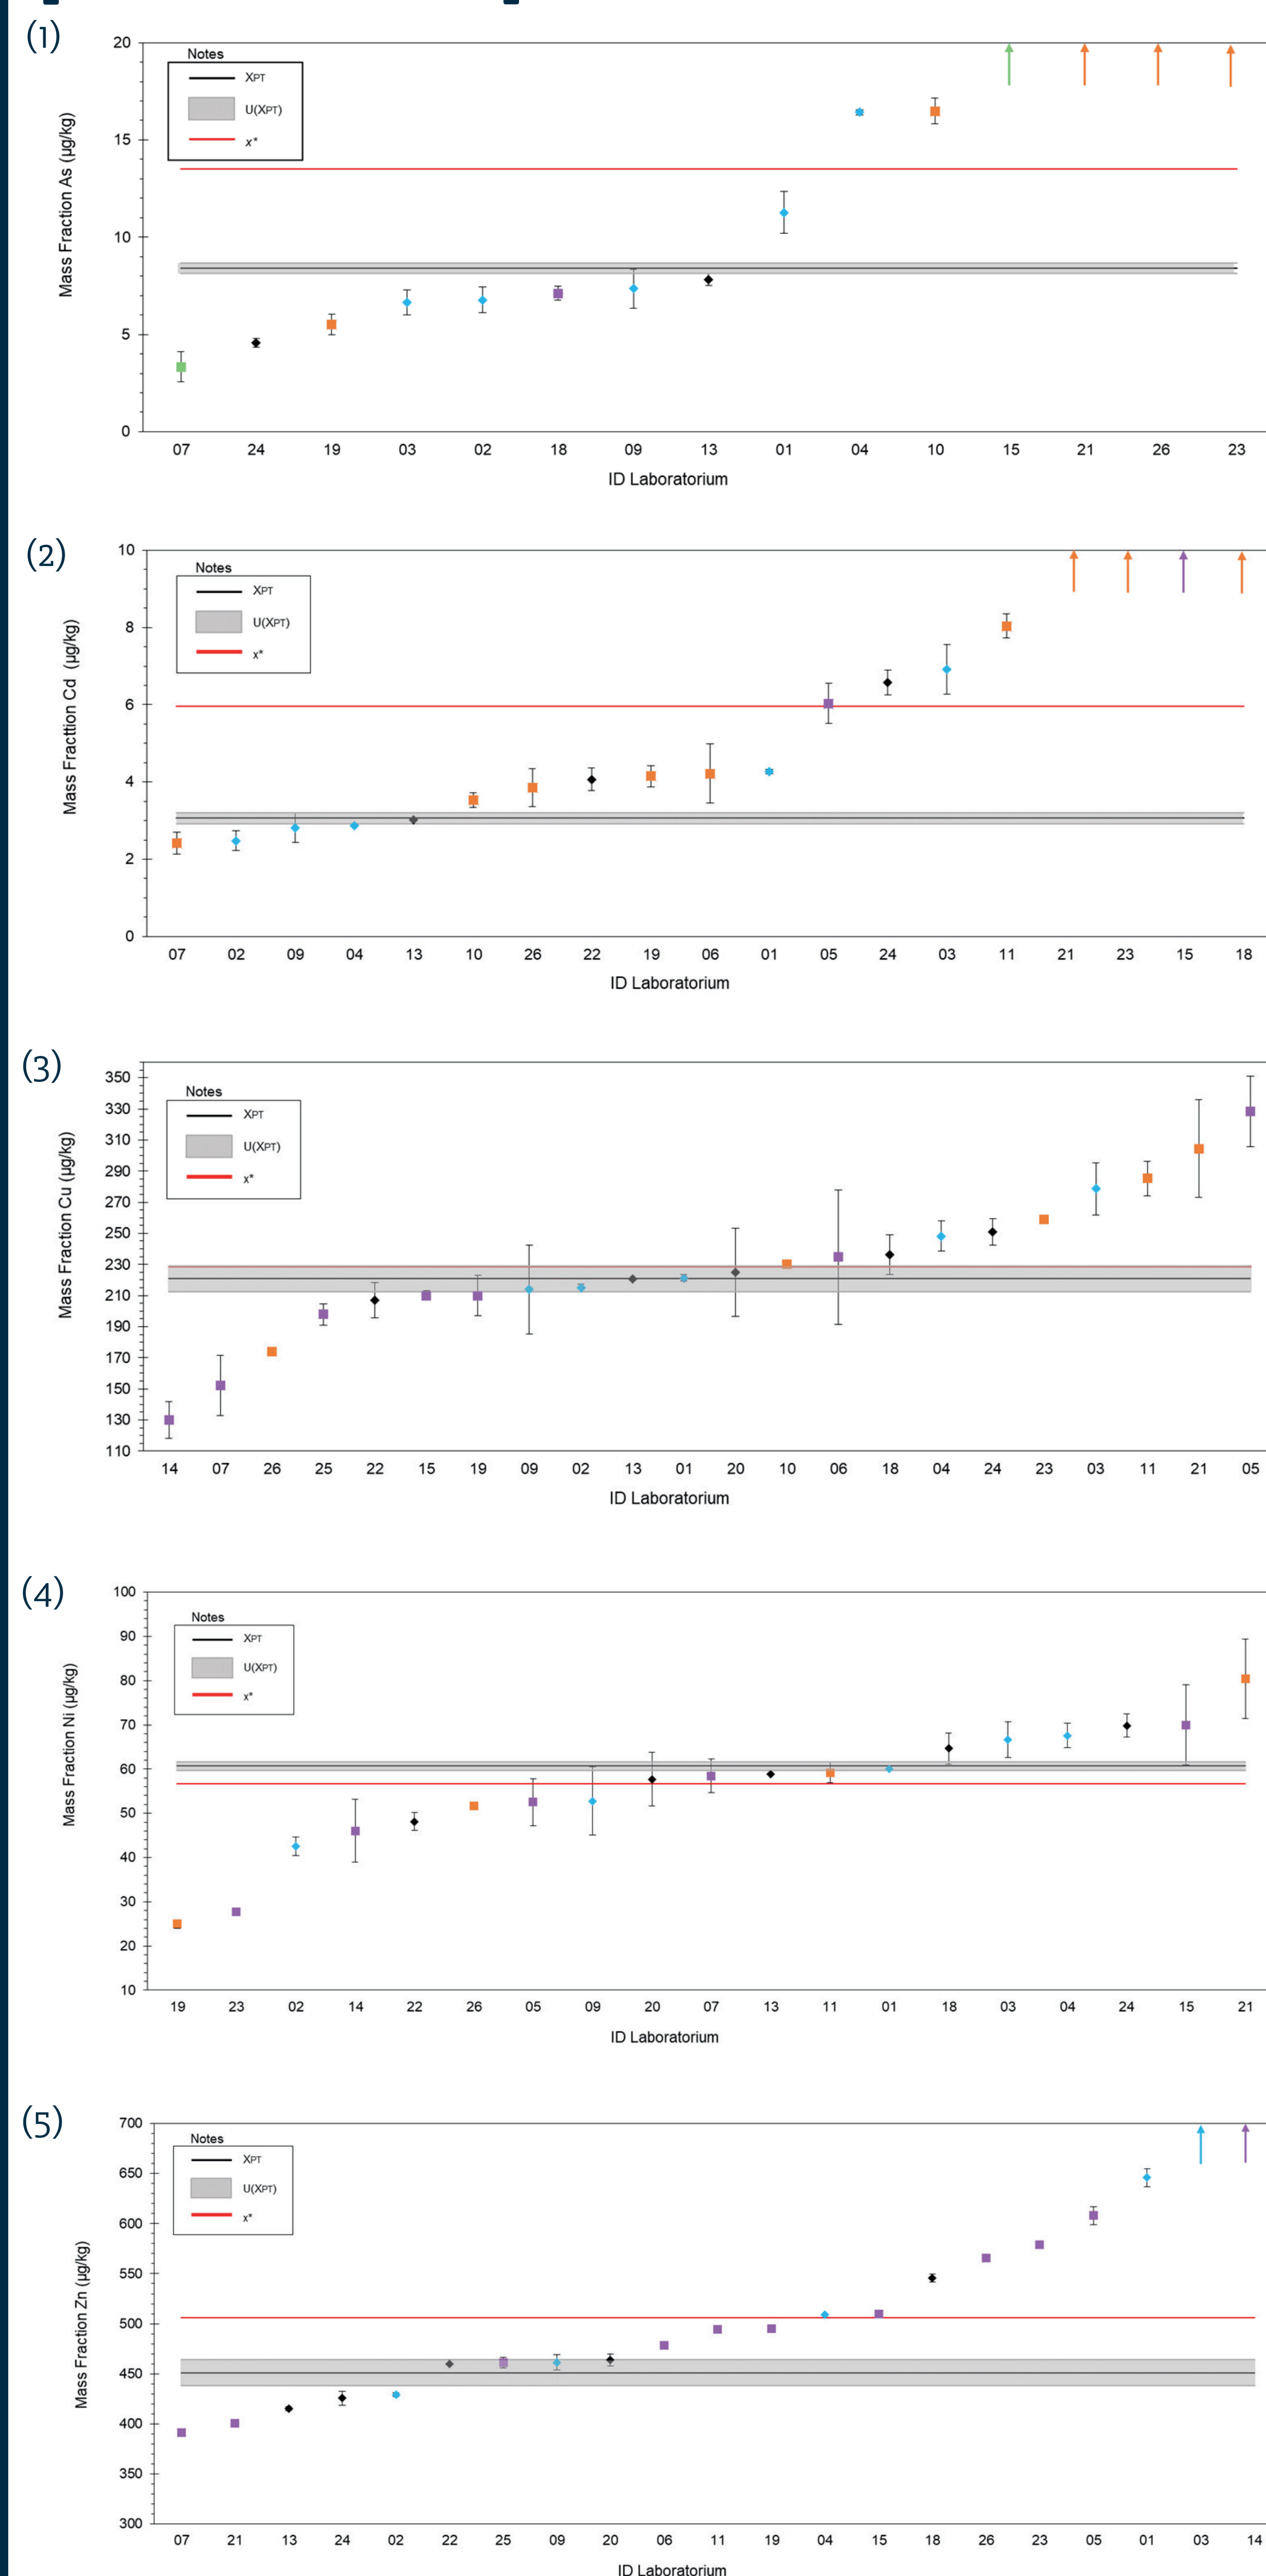 (1)
Mass Fraction As (µg/kg)
20
15
10
5
0
Notes
XPT
U(XPT)
x*
07 24 19 03 02 18 09 13 01 04 10 15 21 26 23
ID Laboratorium
(2)
Mass Fracttion Cd (µg/kg)
10
8
6
4
2
0
Notes
XPT
U(XPT)
x*
07 02 09 04 13 10 26 22 19 06 01 05 24 03 11 21 23 15 18
ID Laboratorium
(3)
Mass Fraction Cu (µg/kg)
350
330
310
290
270
250
230
210
190
170
150
130
110
Notes
XPT
U(XPT)
x*
14 07 26 25 22 15 19 09 02 13 01 20 10 06 18 04 24 23 03 11 21 05
ID Laboratorium
(4)
Mass Fraction Ni (µg/kg)
100
90
80
70
60
50
40
30
20
10
Notes
XPT
U(XPT)
x*
19 23 02 14 22 26 05 09 20 07 13 11 01 18 03 04 24 15 21
ID Laboratorium
(5)
Mass Fraction Zn (µg/kg)
700
650
600
550
500
450
400
350
300
Notes
XPT
U(XPT)
x*
07 21 13 24 02 22 25 09 20 06 11 19 04 15 18 26 23 05 01 03 14
ID Laboratorium